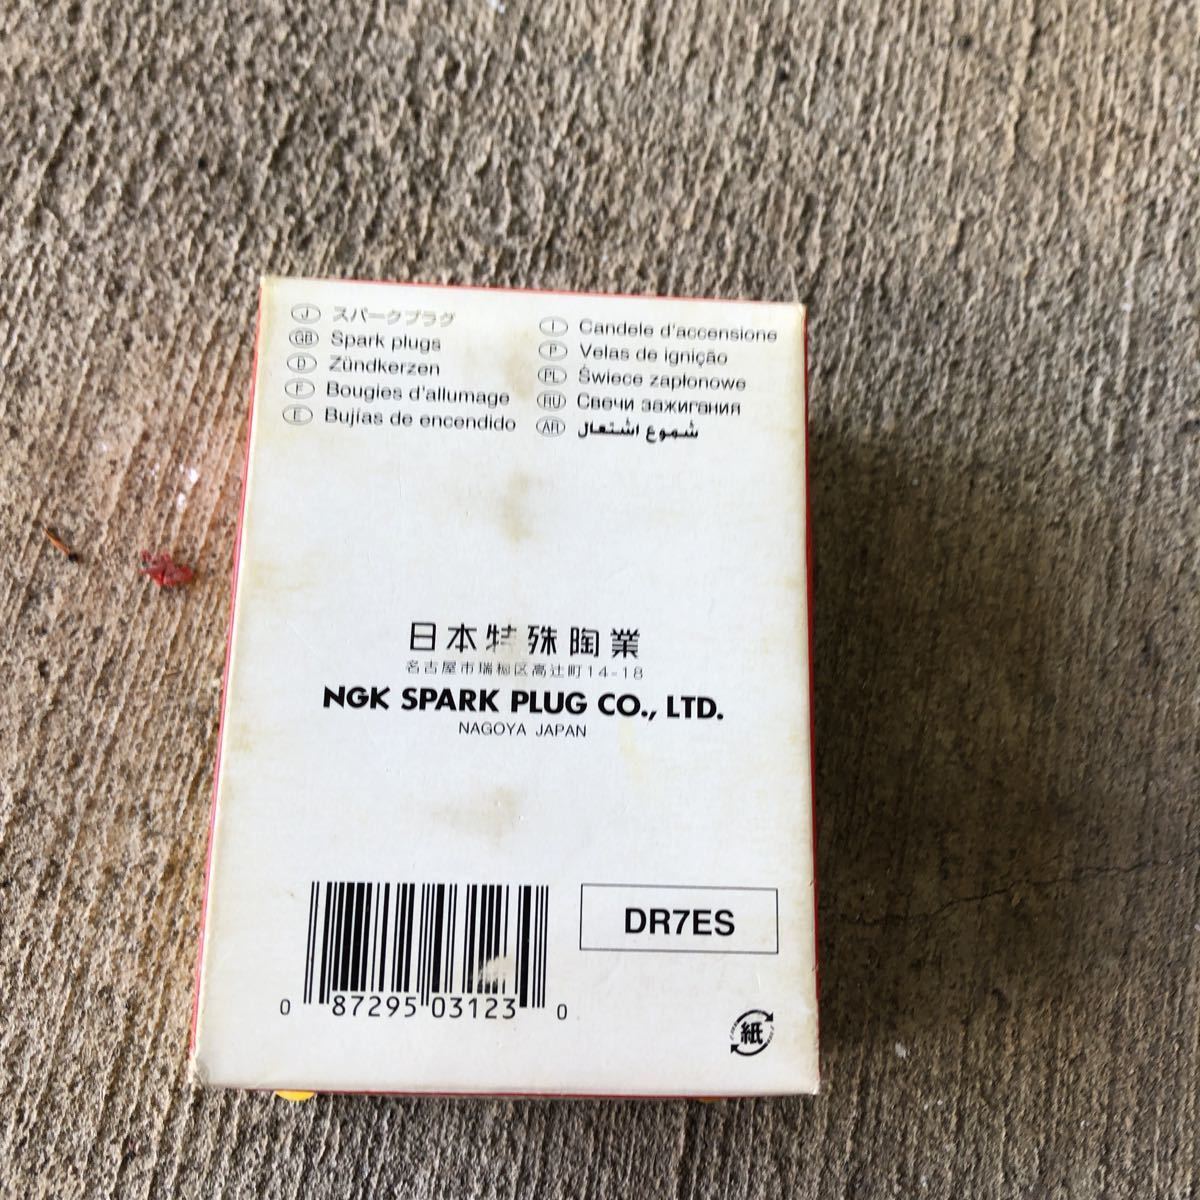 J スパークプラグ
GB Spark plugs
D Zündkerzen
F Bougies d'allumage
E Bujías de encendido
I Candele d'accensione
P Velas de ignição
PL Świece zapłonowe
RU Свечи зажигания
AR شموع اشتعال
日本特殊陶業
名古屋市瑞穂区高辻町14-18
NGK SPARK PLUG CO., LTD.
NAGOYA JAPAN
DR7ES
0 87295 03123 0
紙